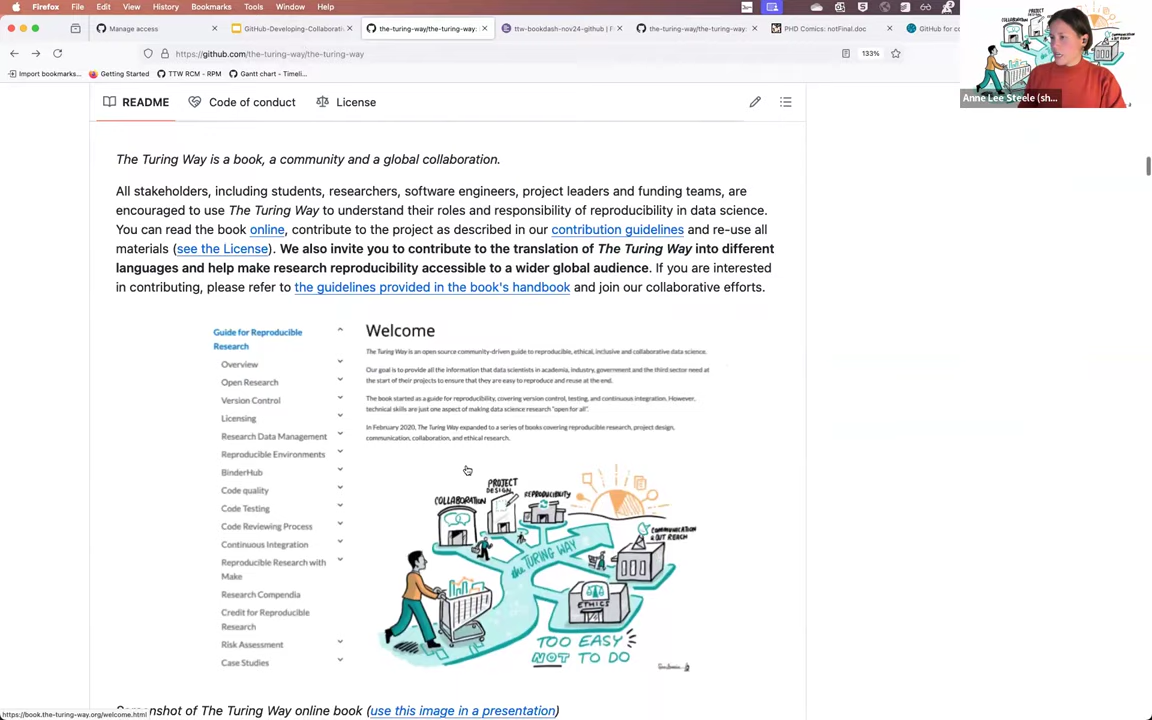 Firefox File Edit View History Bookmarks Tools Window Help
Manage access
GitHub-Developing-Collaborati
the-turing-way/the-turing-way:
ttw-bookdash-nov24-github | F
the-turing-way/the-turing-way:
PHD Comics: notFinal.doc
GitHub for co
https://github.com/the-turing-way/the-turing-way
133%
Import bookmarks...
Getting Started
TTW RCM - RPM
Gantt chart - Timeli...
Anne Lee Steele (sh...
README
Code of conduct
License
The Turing Way is a book, a community and a global collaboration.
All stakeholders, including students, researchers, software engineers, project leaders and funding teams, are
encouraged to use The Turing Way to understand their roles and responsibility of reproducibility in data science.
You can read the book online, contribute to the project as described in our contribution guidelines and re-use all
materials (see the License). We also invite you to contribute to the translation of The Turing Way into different
languages and help make research reproducibility accessible to a wider global audience. If you are interested
in contributing, please refer to the guidelines provided in the book's handbook and join our collaborative efforts.
Guide for Reproducible
Research
Overview
Open Research
Version Control
Licensing
Research Data Management
Reproducible Environments
BinderHub
Code quality
Code Testing
Code Reviewing Process
Continuous Integration
Reproducible Research with
Make
Research Compendia
Credit for Reproducible
Research
Risk Assessment
Case Studies
Welcome
The Turing Way is an open source community-driven guide to reproducible, ethical, inclusive and collaborative data science.
Our goal is to provide all the information that data scientists in academia, industry, government and the third sector need at
the start of their projects to ensure that they are easy to reproduce and reuse at the end.
The book started as a guide for reproducibility, covering version control, testing, and continuous integration. However,
technical skills are just one aspect of making data science research "open for all".
In February 2020, The Turing Way expanded to a series of books covering reproducible research, project design,
communication, collaboration, and ethical research.
COLLABORATION
PROJECT
DESIGN
REPRODUCIBILITY
COMMUNICATION
& OUT REACH
the TURING WAY
ETHICS
TOO EASY
NOT TO DO
https://book.the-turing-way.org/welcome.html
nshot of The Turing Way online book (use this image in a presentation)